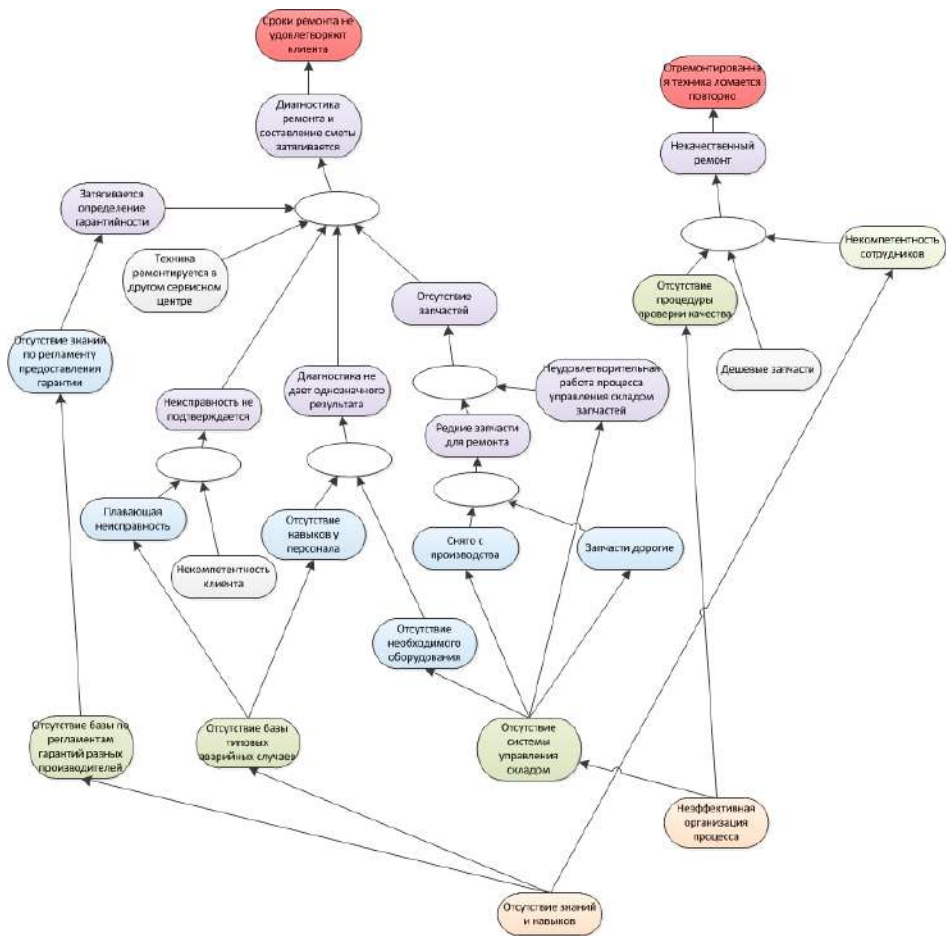 Сроки ремонта не
удовлетворяют
клиента
Отремонтированна
я техника ломается
повторно
Диагностика
ремонта и
составление сметы
затягивается
Некачественный
ремонт
Затягивается
определение
гарантийности
Некомпетентность
сотрудников
Техника
ремонтируется в
другом сервисном
центре
Отсутствие
запчастей
Отсутствие
процедуры
проверки качества
Отсутствие знаний
по регламенту
предоставления
гарантии
Дешевые запчасти
Неисправность не
подтверждается
Диагностика не
дает однозначного
результата
Неудовлетворительная
работа процесса
управления складом
запчастей
Редкие запчасти
для ремонта
Плавающая
неисправность
Отсутствие
навыков у
персонала
Снято с
производства
Запчасти дорогие
Некомпетентность
клиента
Отсутствие
необходимого
оборудования
Отсутствие базы по
регламентам
гарантий разных
производителей
Отсутствие базы
типовых
аварийных случаев
Отсутствие
системы
управления
складом
Неэффективная
организация
процесса
Отсутствие знаний
и навыков